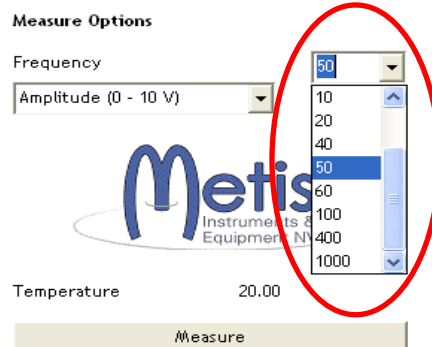 Measure Options
Frequency
50
Amplitude (0 - 10 V)
10
20
40
50
60
100
400
1000
Metis
Instruments &
Equipment NV
Temperature 20.00
Measure